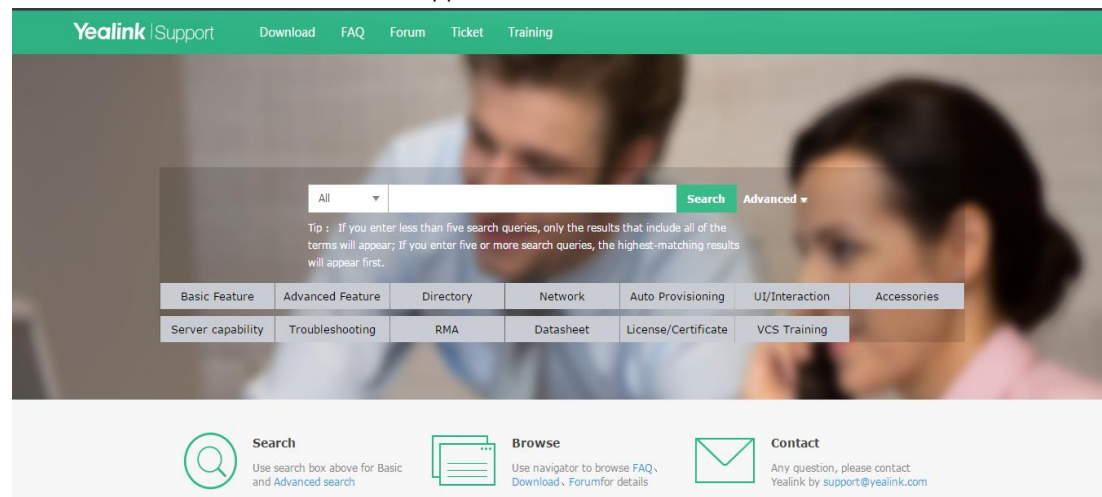 Yealink | Support Download FAQ Forum Ticket Training
All Search Advanced
Tip : If you enter less than five search queries, only the results that include all of the
terms will appear; If you enter five or more search queries, the highest-matching results
will appear first.
Basic Feature Advanced Feature Directory Network Auto Provisioning UI/Interaction Accessories
Server capability Troubleshooting RMA Datasheet License/Certificate VCS Training
Search
Use search box above for Basic
and Advanced search
Browse
Use navigator to browse FAQ、
Download、Forumfor details
Contact
Any question, please contact
Yealink by support@yealink.com